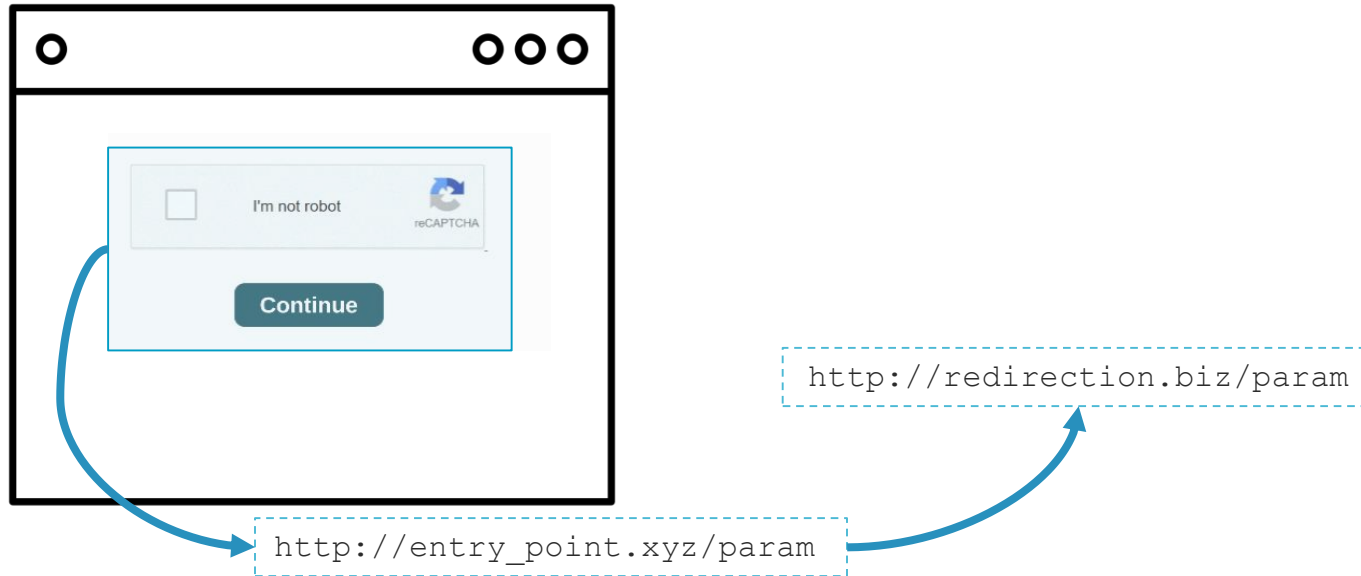 I'm not robot
reCAPTCHA
Continue
http://redirection.biz/param
http://entry_point.xyz/param